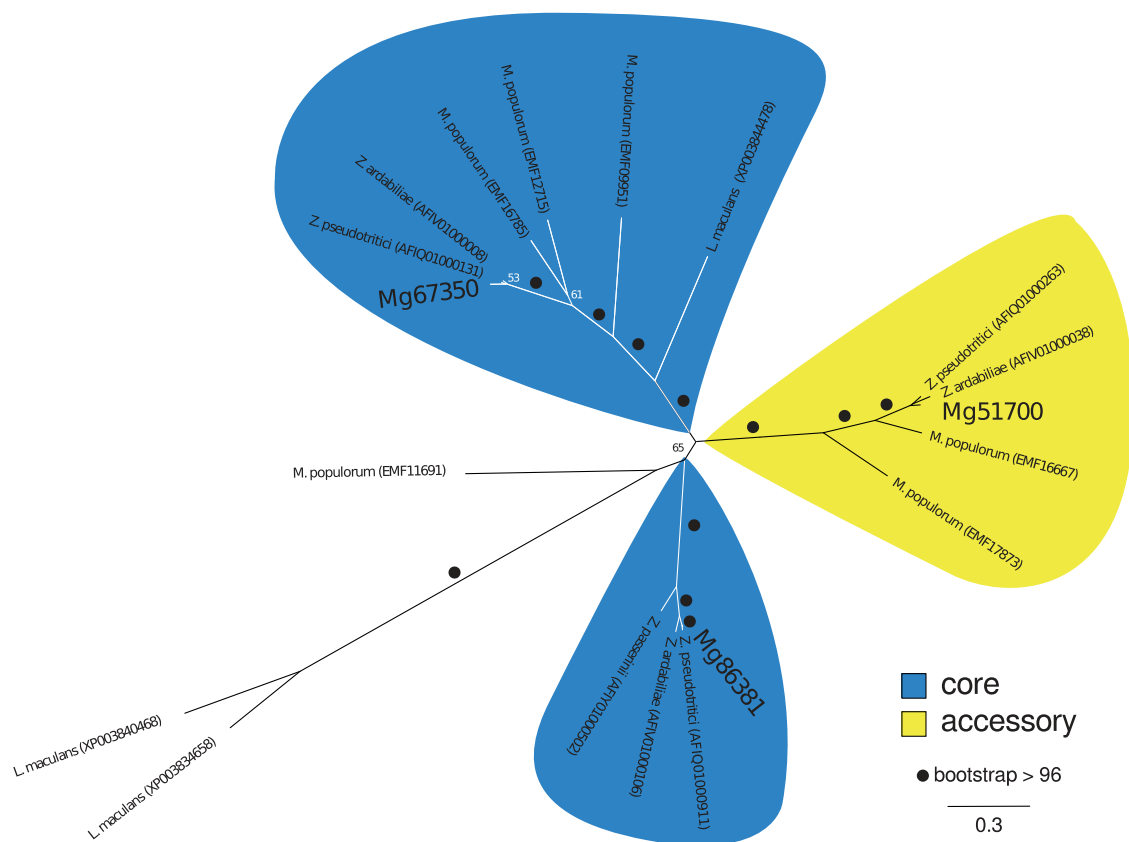 M. populorum (EMF09951)
M. populorum (EMF12715)
L. maculans (XP003844478)
M. populorum (EMF16785)
Z. ardabiliae (AFIV01000008)
Z. pseudotritici (AFIQ01000131)
Mg67350
53
61
Z. pseudotritici (AFIQ01000263)
Z. ardabiliae (AFIV01000038)
Mg51700
M. populorum (EMF16667)
M. populorum (EMF17873)
65
M. populorum (EMF11691)
Z. passerinii (AFIY01000502)
Z. ardabiliae (AFIV01000106)
Z. pseudotritici (AFIQ01000911)
Mg86381
L. maculans (XP003840468)
L. maculans (XP003834658)
core
accessory
bootstrap > 96
0.3